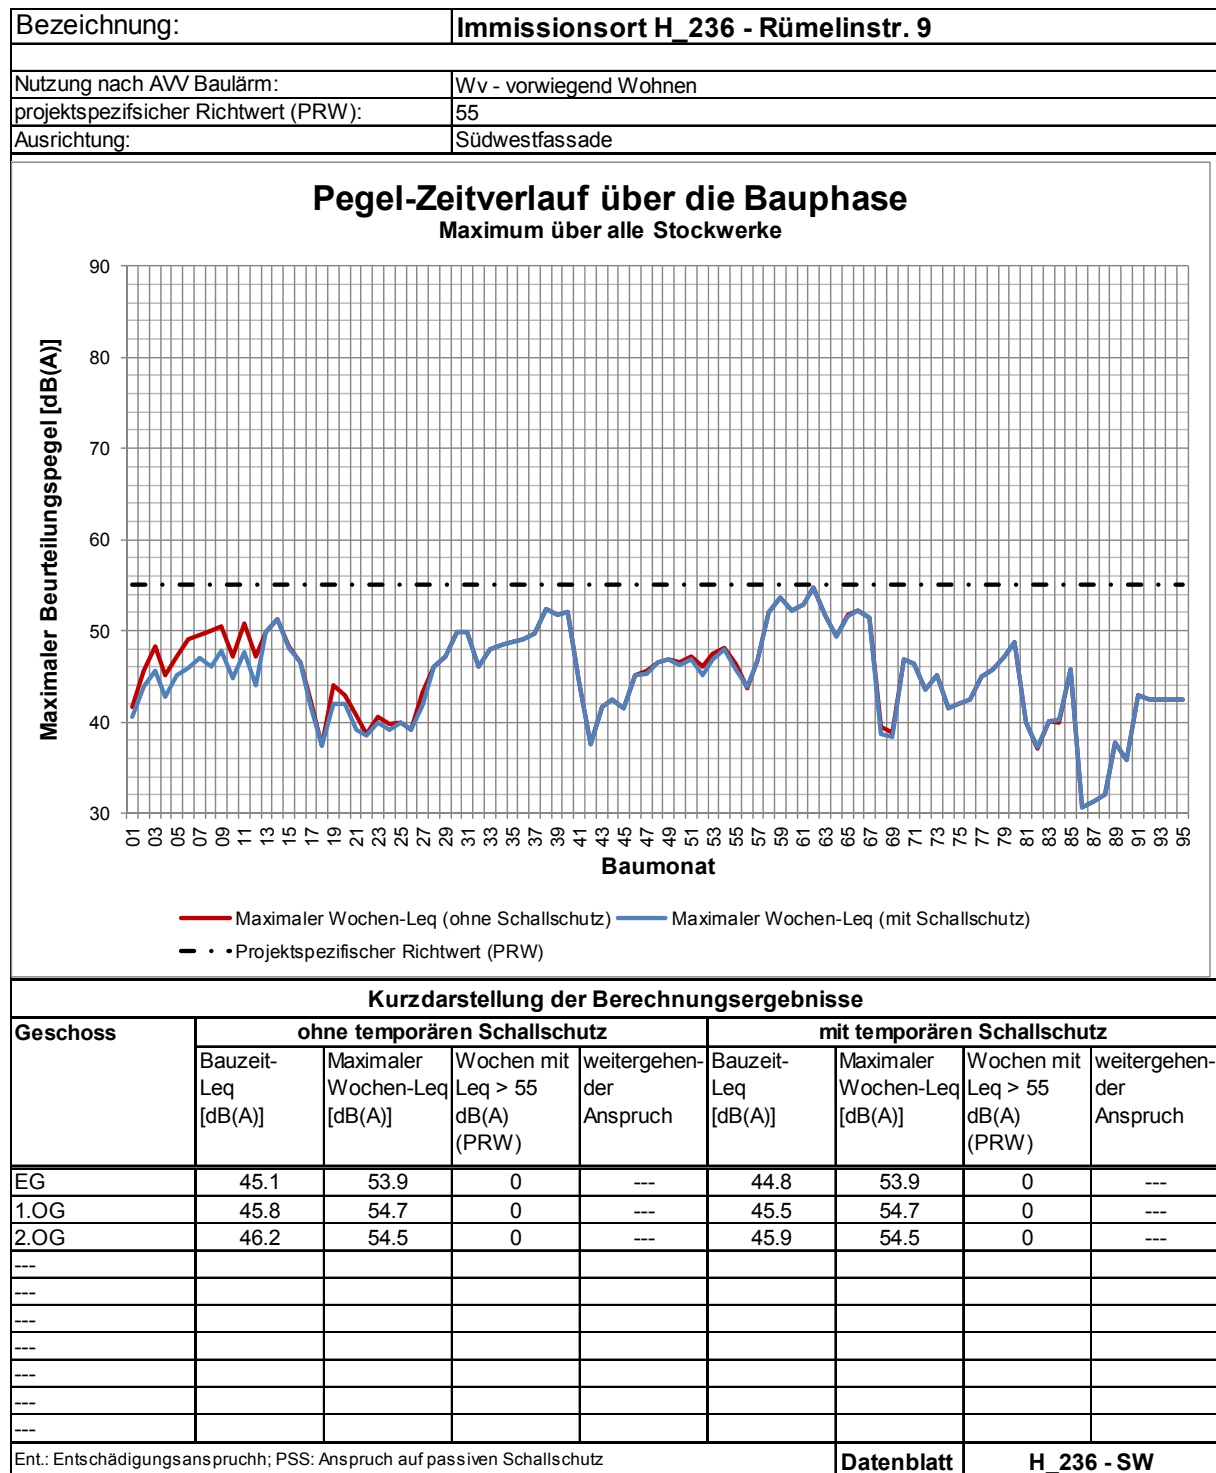 Bezeichnung: Immissionsort H_236 - Rümelinstr. 9
Nutzung nach AVV Baulärm: Wv - vorwiegend Wohnen
projektspezifsicher Richtwert (PRW): 55
Ausrichtung: Südwestfassade
Pegel-Zeitverlauf über die Bauphase
Maximum über alle Stockwerke
Maximaler Beurteilungspegel [dB(A)]
90
80
70
60
50
40
30
01 03 05 07 09 11 13 15 17 19 21 23 25 27 29 31 33 35 37 39 41 43 45 47 49 51 53 55 57 59 61 63 65 67 69 71 73 75 77 79 81 83 85 87 89 91 93 95
Baumonat
Maximaler Wochen-Leq (ohne Schallschutz) Maximaler Wochen-Leq (mit Schallschutz)
Projektspezifischer Richtwert (PRW)
Kurzdarstellung der Berechnungsergebnisse
Geschoss ohne temporären Schallschutz mit temporären Schallschutz
Bauzeit- Maximaler Wochen mit weitergehen- Bauzeit- Maximaler Wochen mit weitergehen-
Leq Wochen-Leq Leq > 55 der Leq Wochen-Leq Leq > 55 der
[dB(A)] [dB(A)] dB(A) Anspruch [dB(A)] [dB(A)] dB(A) Anspruch
(PRW) (PRW)
EG 45.1 53.9 0 --- 44.8 53.9 0 ---
1.OG 45.8 54.7 0 --- 45.5 54.7 0 ---
2.OG 46.2 54.5 0 --- 45.9 54.5 0 ---
---
---
---
---
---
---
---
Ent.: Entschädigungsanspruchh; PSS: Anspruch auf passiven Schallschutz Datenblatt H_236 - SW